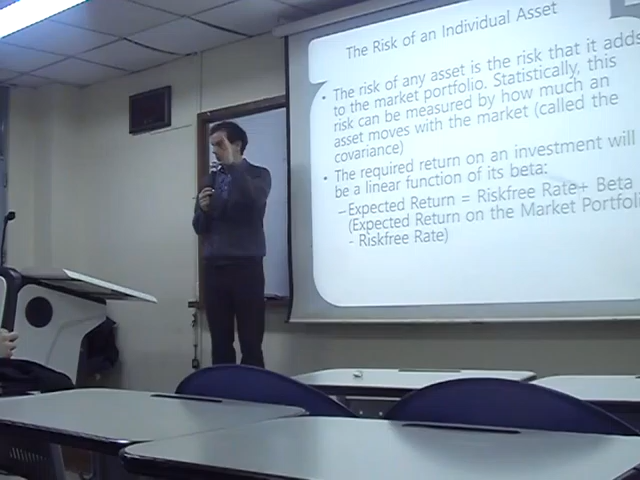 The Risk of an Individual Asset
• The risk of any asset is the risk that it adds
to the market portfolio. Statistically, this
risk can be measured by how much an
asset moves with the market (called the
covariance)
• The required return on an investment will
be a linear function of its beta:
–Expected Return = Riskfree Rate+ Beta
(Expected Return on the Market Portfoli
- Riskfree Rate)